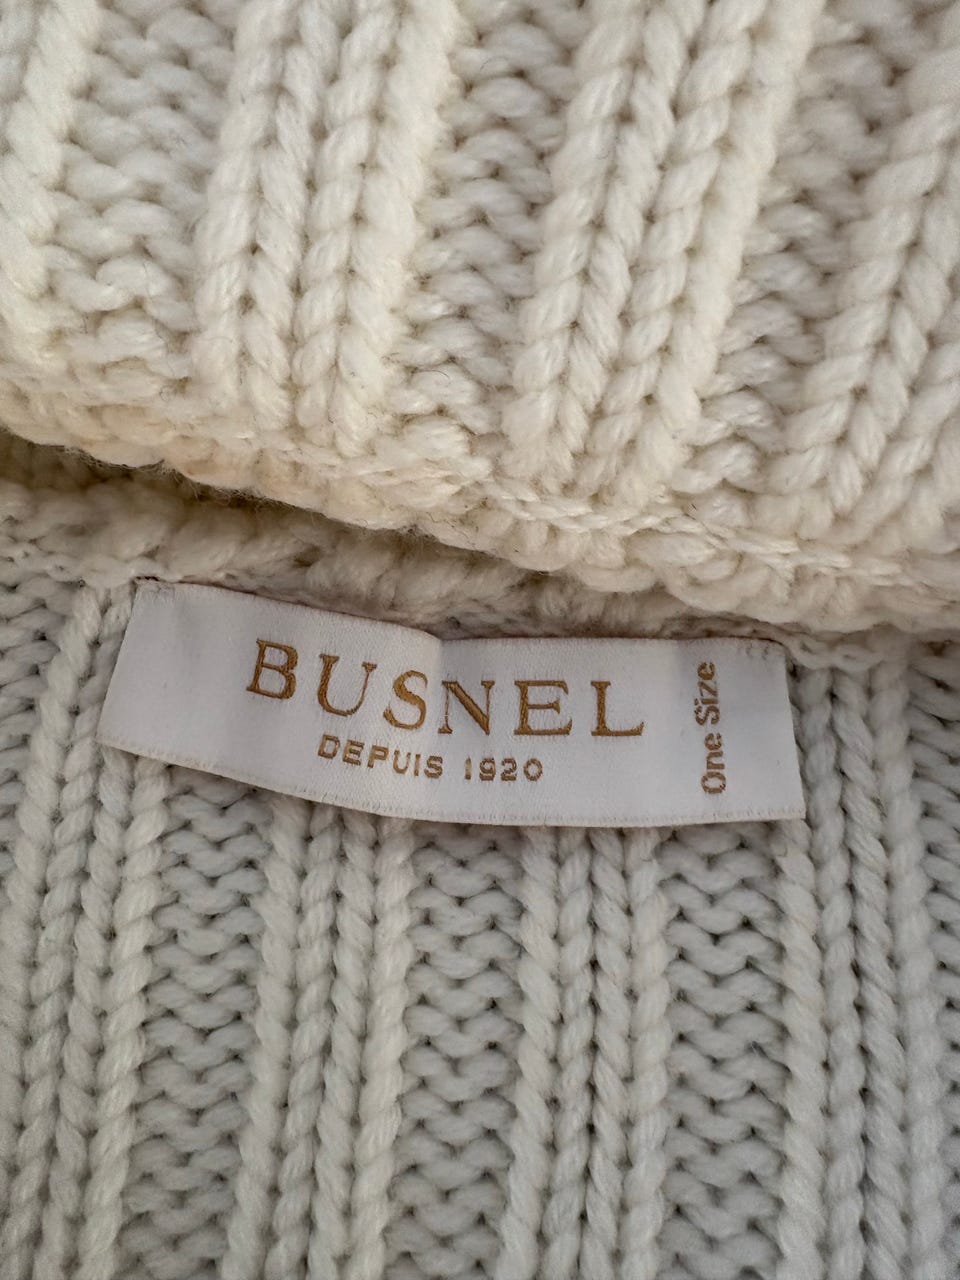 BUSNEL
DEPUIS 1920
One Size